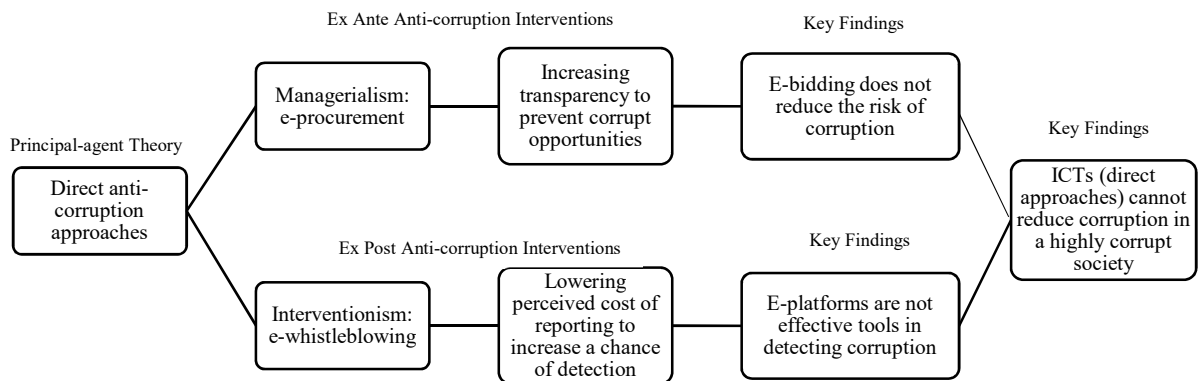 Principal-agent Theory
Direct anti-
corruption
approaches
Ex Ante Anti-corruption Interventions
Managerialism:
e-procurement
Increasing
transparency to
prevent corrupt
opportunities
Key Findings
E-bidding does not
reduce the risk of
corruption
Ex Post Anti-corruption Interventions
Interventionism:
e-whistleblowing
Lowering
perceived cost of
reporting to
increase a chance
of detection
Key Findings
E-platforms are not
effective tools in
detecting corruption
Key Findings
ICTs (direct
approaches) cannot
reduce corruption in
a highly corrupt
society